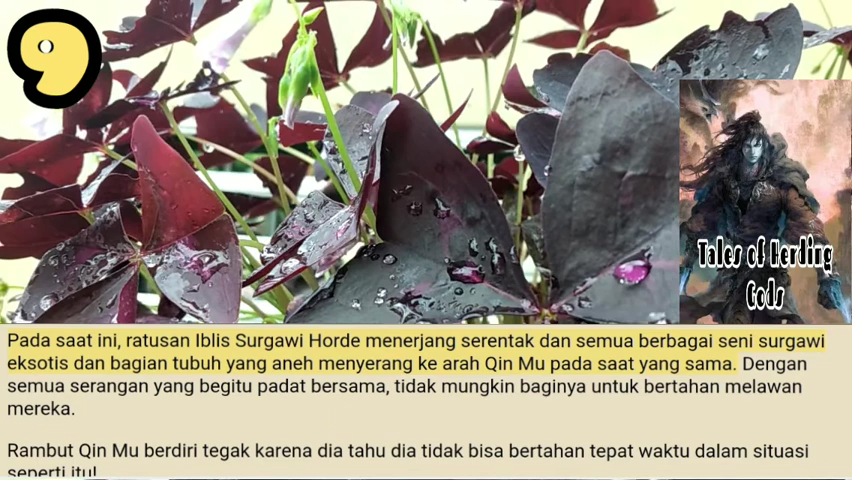 Tales of Herding
Gods
Pada saat ini, ratusan Iblis Surgawi Horde menerjang serentak dan semua berbagai seni surgawi
eksotis dan bagian tubuh yang aneh menyerang ke arah Qin Mu pada saat yang sama. Dengan
semua serangan yang begitu padat bersama, tidak mungkin baginya untuk bertahan melawan
mereka.
Rambut Qin Mu berdiri tegak karena dia tahu dia tidak bisa bertahan tepat waktu dalam situasi
seperti itu!